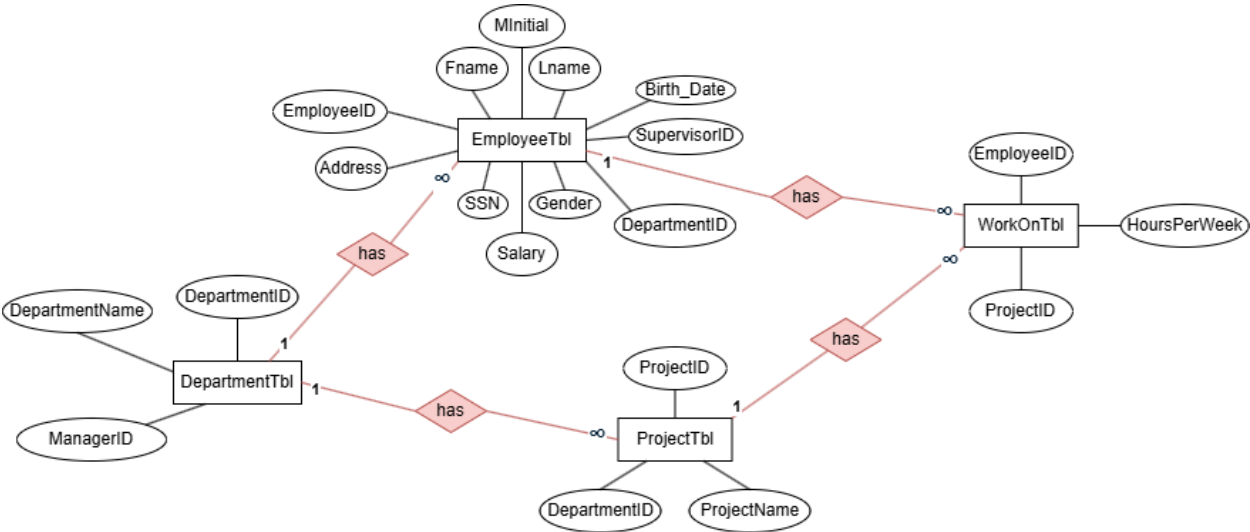 MInitial
Fname
Lname
Birth_Date
EmployeeID
SupervisorID
EmployeeTbl
Address
1
∞
SSN
Gender
DepartmentID
Salary
has
EmployeeID
has
∞
WorkOnTbl
HoursPerWeek
∞
ProjectID
DepartmentName
DepartmentID
1
DepartmentTbl
1
ManagerID
has
∞
has
ProjectID
1
ProjectTbl
DepartmentID
ProjectName